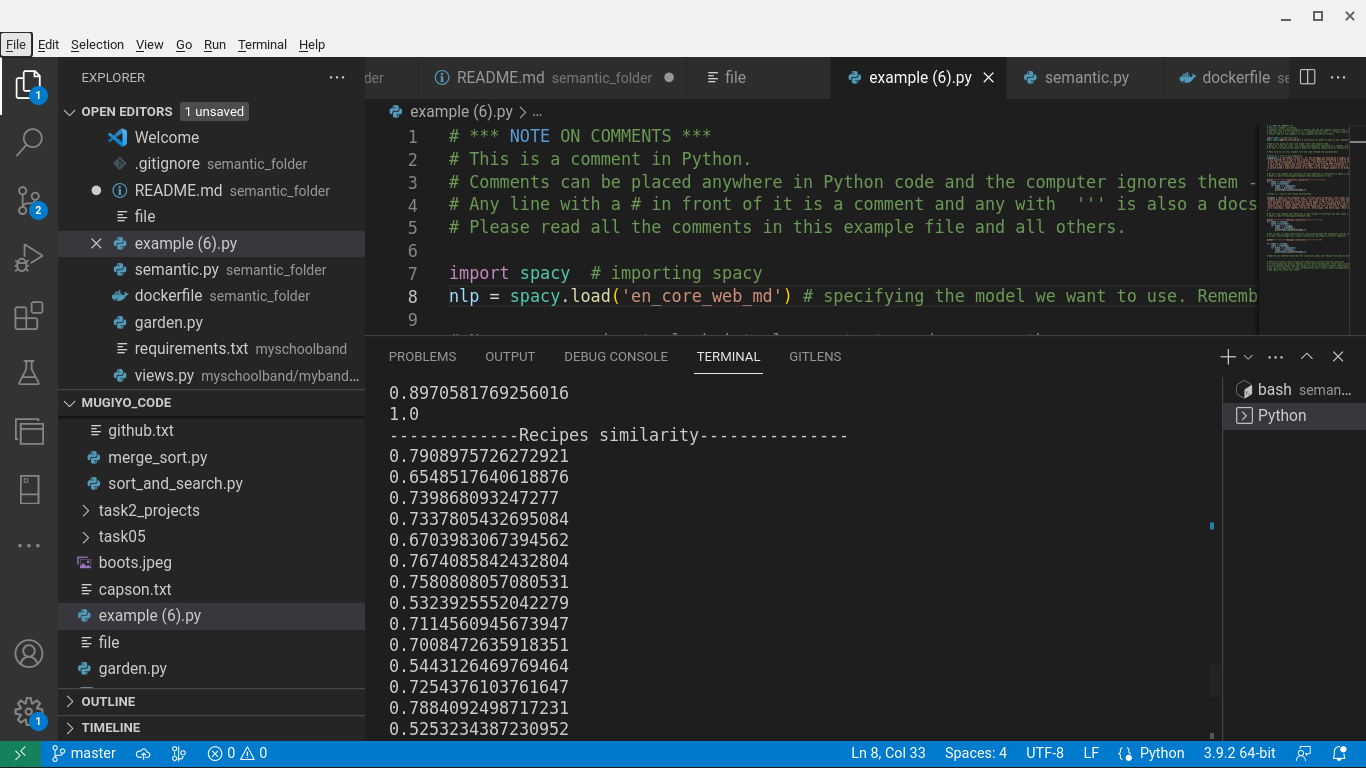 File Edit Selection View Go Run Terminal Help
EXPLORER
OPEN EDITORS 1 unsaved
Welcome
.gitignore semantic_folder
README.md semantic_folder
file
example (6).py
semantic.py semantic_folder
dockerfile semantic_folder
garden.py
requirements.txt myschoolband
views.py myschoolband/myband…
MUGIYO_CODE
github.txt
merge_sort.py
sort_and_search.py
task2_projects
task05
boots.jpeg
capson.txt
example (6).py
file
garden.py
OUTLINE
TIMELINE
1
2
1
der README.md semantic_folder file example (6).py semantic.py dockerfile se
example (6).py > …
1 # *** NOTE ON COMMENTS ***
2 # This is a comment in Python.
3 # Comments can be placed anywhere in Python code and the computer ignores them -
4 # Any line with a # in front of it is a comment and any with ''' is also a docs
5 # Please read all the comments in this example file and all others.
6
7 import spacy # importing spacy
8 nlp = spacy.load('en_core_web_md') # specifying the model we want to use. Rememb
9
PROBLEMS OUTPUT DEBUG CONSOLE TERMINAL GITLENS
0.8970581769256016
1.0
-------------Recipes similarity---------------
0.7908975726272921
0.6548517640618876
0.739868093247277
0.7337805432695084
0.6703983067394562
0.7674085842432804
0.7580808057080531
0.5323925552042279
0.7114560945673947
0.7008472635918351
0.5443126469769464
0.7254376103761647
0.7884092498717231
0.5253234387230952
bash seman…
Python
master 0 0 Ln 8, Col 33 Spaces: 4 UTF-8 LF Python 3.9.2 64-bit